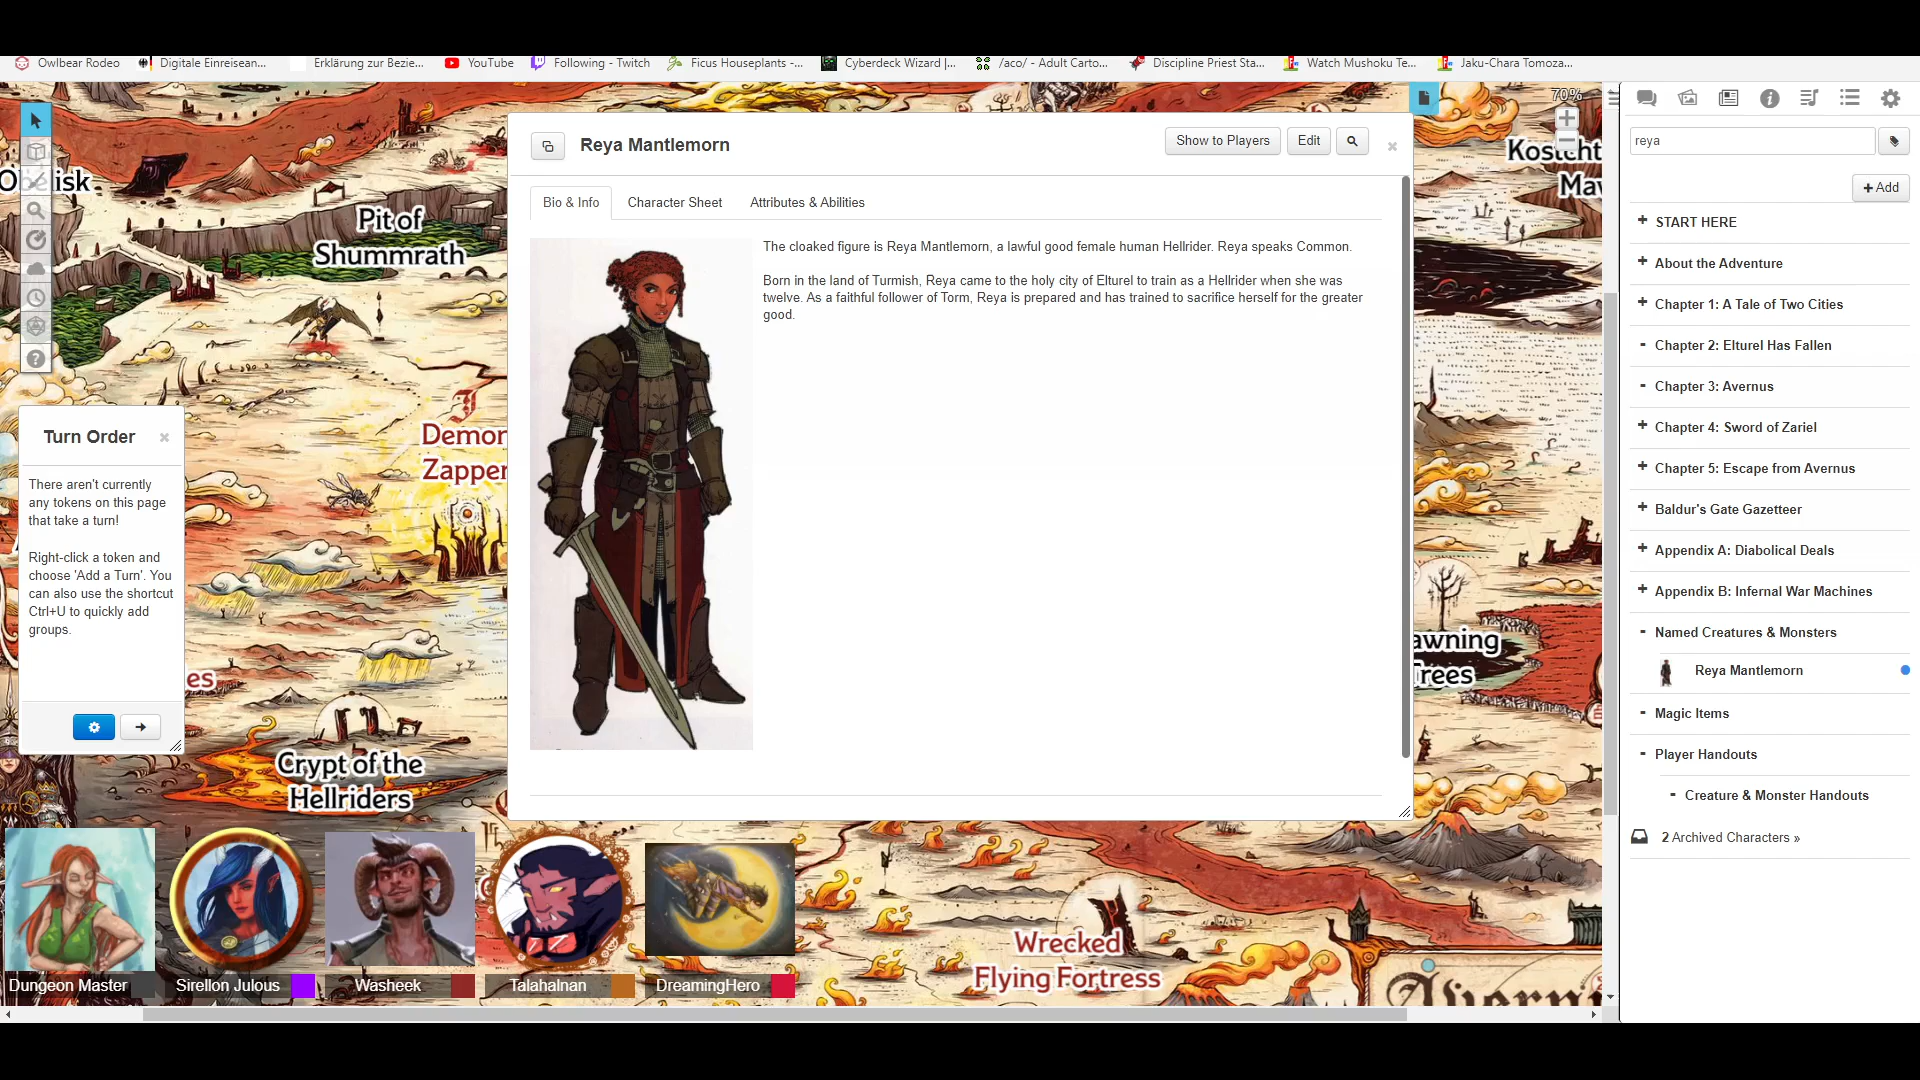 Owlbear Rodeo
Digitale Einreisean...
Erklärung zur Bezie...
YouTube
Following - Twitch
Ficus Houseplants -...
Cyberdeck Wizard |...
/aco/ - Adult Carto...
Discipline Priest Sta...
Watch Mushoku Te...
Jaku-Chara Tomoza...
70%
Pit of
Shummrath
Demon
Zapper
Crypt of the
Hellriders
Wrecked
Flying Fortress
Turn Order
There aren't currently
any tokens on this page
that take a turn!
Right-click a token and
choose 'Add a Turn'. You
can also use the shortcut
Ctrl+U to quickly add
groups.
Reya Mantlemorn
Show to Players
Edit
Bio & Info
Character Sheet
Attributes & Abilities
The cloaked figure is Reya Mantlemorn, a lawful good female human Hellrider. Reya speaks Common.
Born in the land of Turmish, Reya came to the holy city of Elturel to train as a Hellrider when she was
twelve. As a faithful follower of Torm, Reya is prepared and has trained to sacrifice herself for the greater
good.
Dungeon Master
Sirellon Julous
Washeek
Talahalnan
DreamingHero
reya
+ Add
+ START HERE
+ About the Adventure
+ Chapter 1: A Tale of Two Cities
- Chapter 2: Elturel Has Fallen
- Chapter 3: Avernus
+ Chapter 4: Sword of Zariel
+ Chapter 5: Escape from Avernus
+ Baldur's Gate Gazetteer
+ Appendix A: Diabolical Deals
+ Appendix B: Infernal War Machines
- Named Creatures & Monsters
Reya Mantlemorn
- Magic Items
- Player Handouts
- Creature & Monster Handouts
2 Archived Characters »